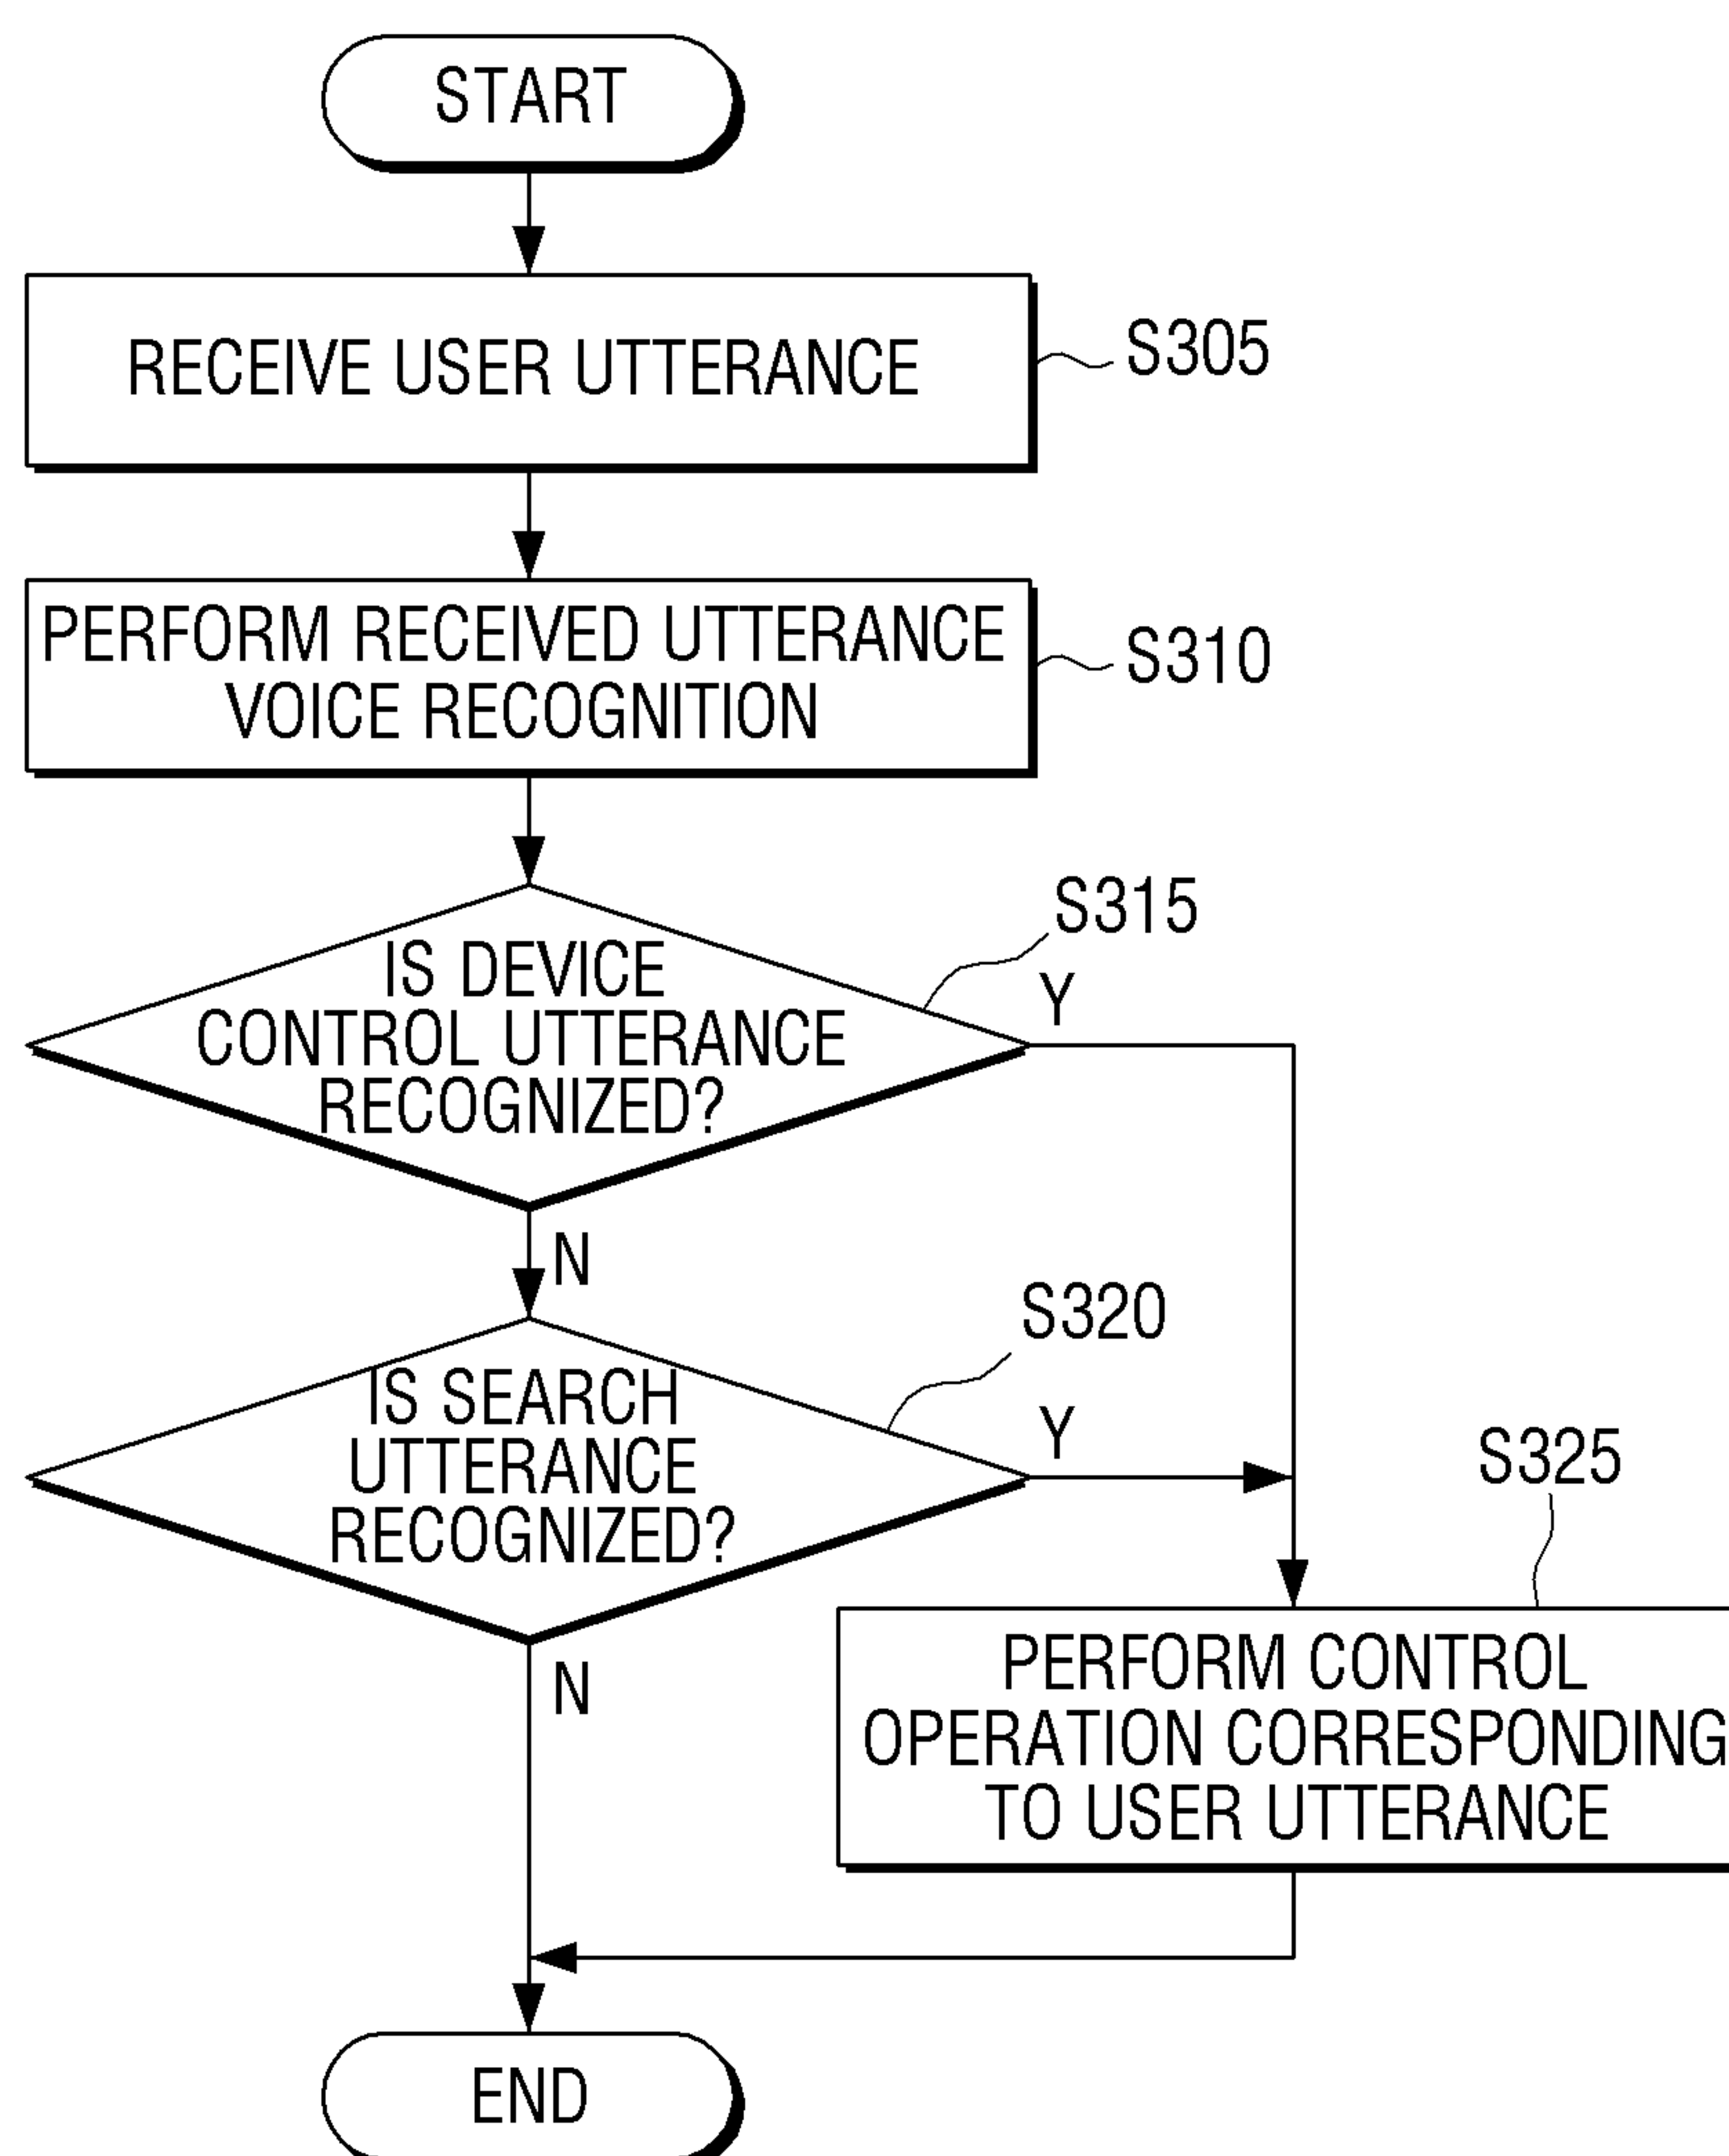 START
RECEIVE USER UTTERANCE
S305
PERFORM RECEIVED UTTERANCE
VOICE RECOGNITION
S310
S315
IS DEVICE
CONTROL UTTERANCE
RECOGNIZED?
Y
N
S320
IS SEARCH
UTTERANCE
RECOGNIZED?
Y
N
S325
PERFORM CONTROL
OPERATION CORRESPONDING
TO USER UTTERANCE
END